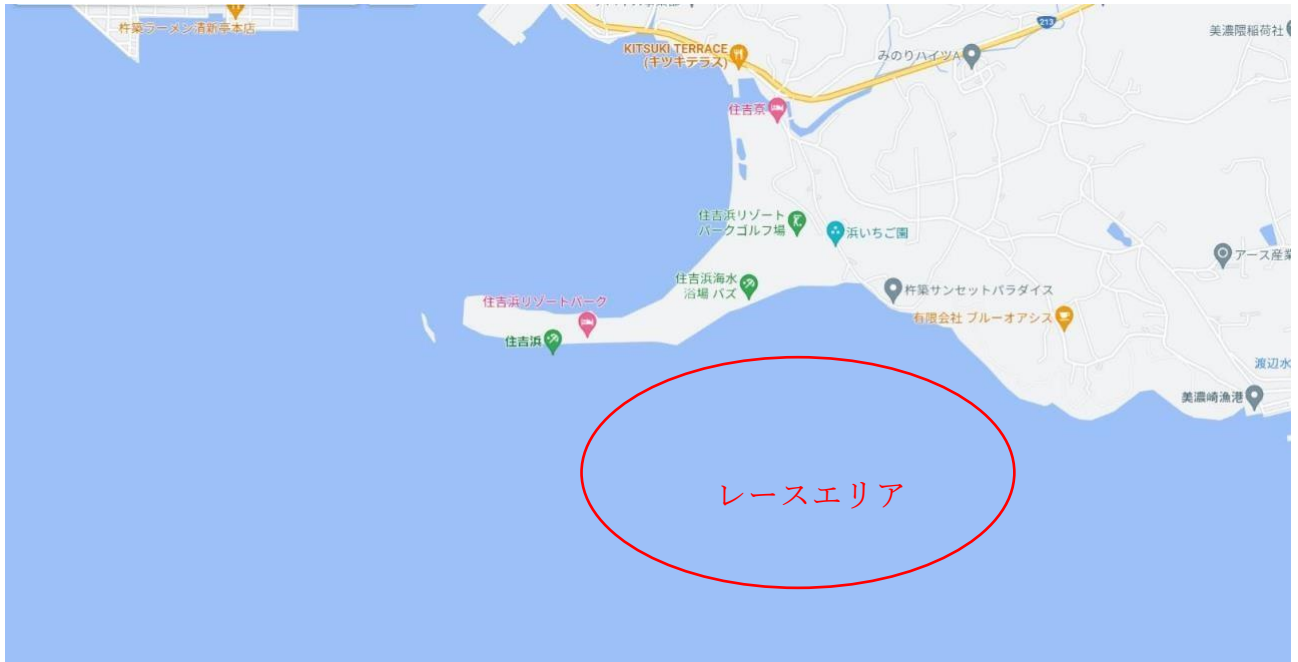 杵築ラーメン清新亭本店
KITSUKI TERRACE
(キツキテラス)
213
美濃隈稲荷社
みのりハイツA
住吉奈
住吉浜リゾート
パークゴルフ場
浜いちご園
アース産業
住吉浜海水
浴場 バズ
杵築サンセットパラダイス
住吉浜リゾートパーク
有限会社 ブルーオアシス
住吉浜
渡辺水
美濃崎漁港
レースエリア